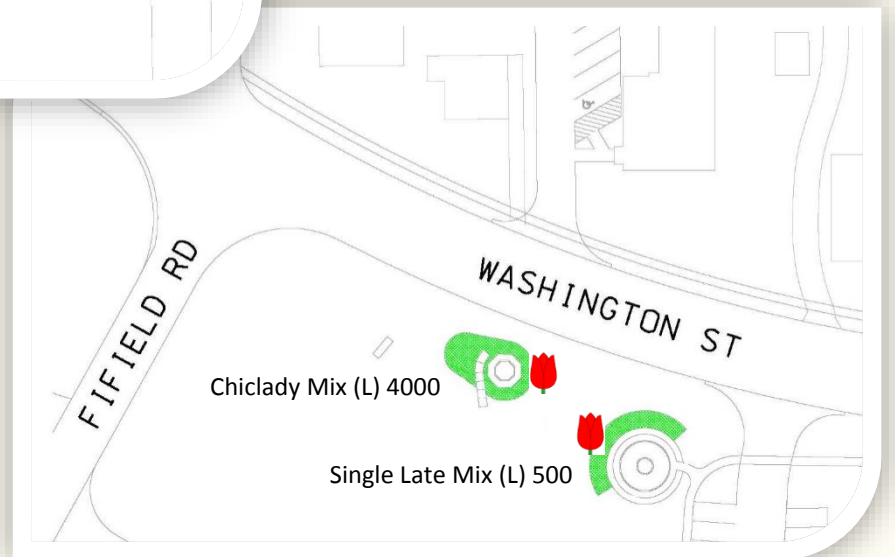 FIFIELD RD
WASHINGTON ST
Chiclady Mix (L) 4000
Single Late Mix (L) 500